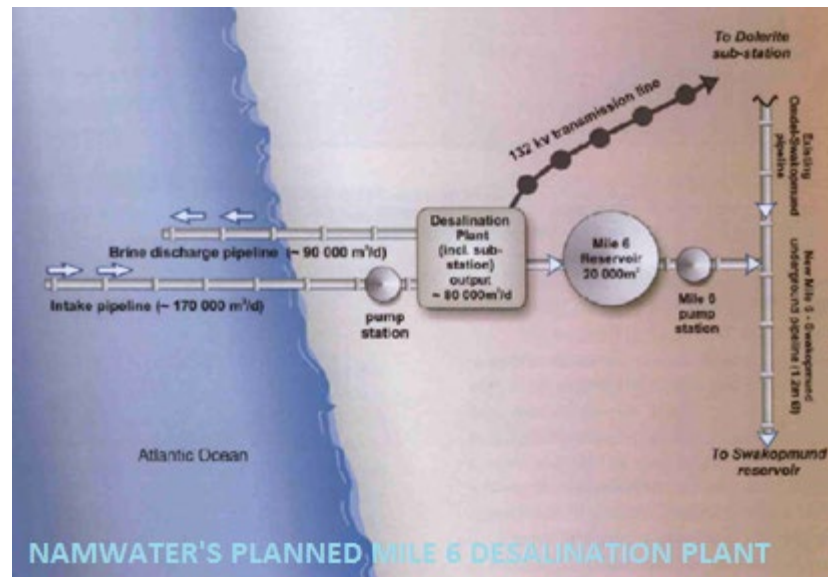 To Dolerite
sub-station
132 kv transmission line
Existing
Omdel-Swakopmund
pipeline
Brine discharge pipeline (~ 90 000 m³/d)
Intake pipeline (~ 170 000 m³/d)
pump
station
Desalination
Plant
(incl. sub-
station)
output
~ 80 000m³/d
Mile 6
Reservoir
20 000m³
Mile 6
pump
station
New Mile 6 - Swakopmund
underground pipeline (1.2m Ø)
Atlantic Ocean
To Swakopmund
reservoir
NAMWATER'S PLANNED MILE 6 DESALINATION PLANT